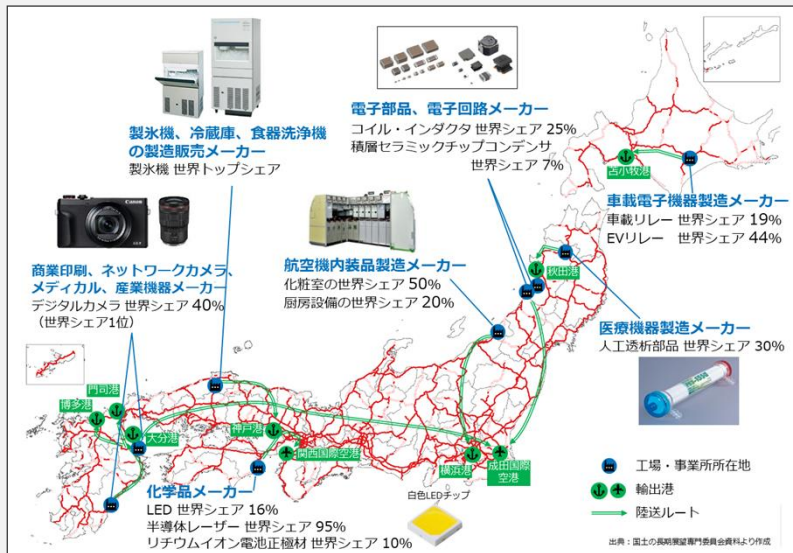 製氷機、冷蔵庫、食器洗浄機
の製造販売メーカー
製氷機 世界トップシェア
電子部品、電子回路メーカー
コイル・インダクタ 世界シェア 25%
積層セラミックチップコンデンサ
世界シェア 7%
苫小牧港
車載電子機器製造メーカー
車載リレー 世界シェア 19%
EVリレー 世界シェア 44%
Canon
商業印刷、ネットワークカメラ、
メディカル、産業機器メーカー
デジタルカメラ 世界シェア 40%
（世界シェア1位）
航空機内装品製造メーカー
化粧室の世界シェア 50%
厨房設備の世界シェア 20%
秋田港
医療機器製造メーカー
人工透析部品 世界シェア 30%
門司港
博多港
大分港
神戸港
関西国際空港
横浜港
成田国際
空港
化学品メーカー
LED 世界シェア 16%
半導体レーザー 世界シェア 95%
リチウムイオン電池正極材 世界シェア 10%
白色LEDチップ
工場・事業所所在地
輸出港
陸送ルート
出典：国土の長期展望専門委員会資料より作成